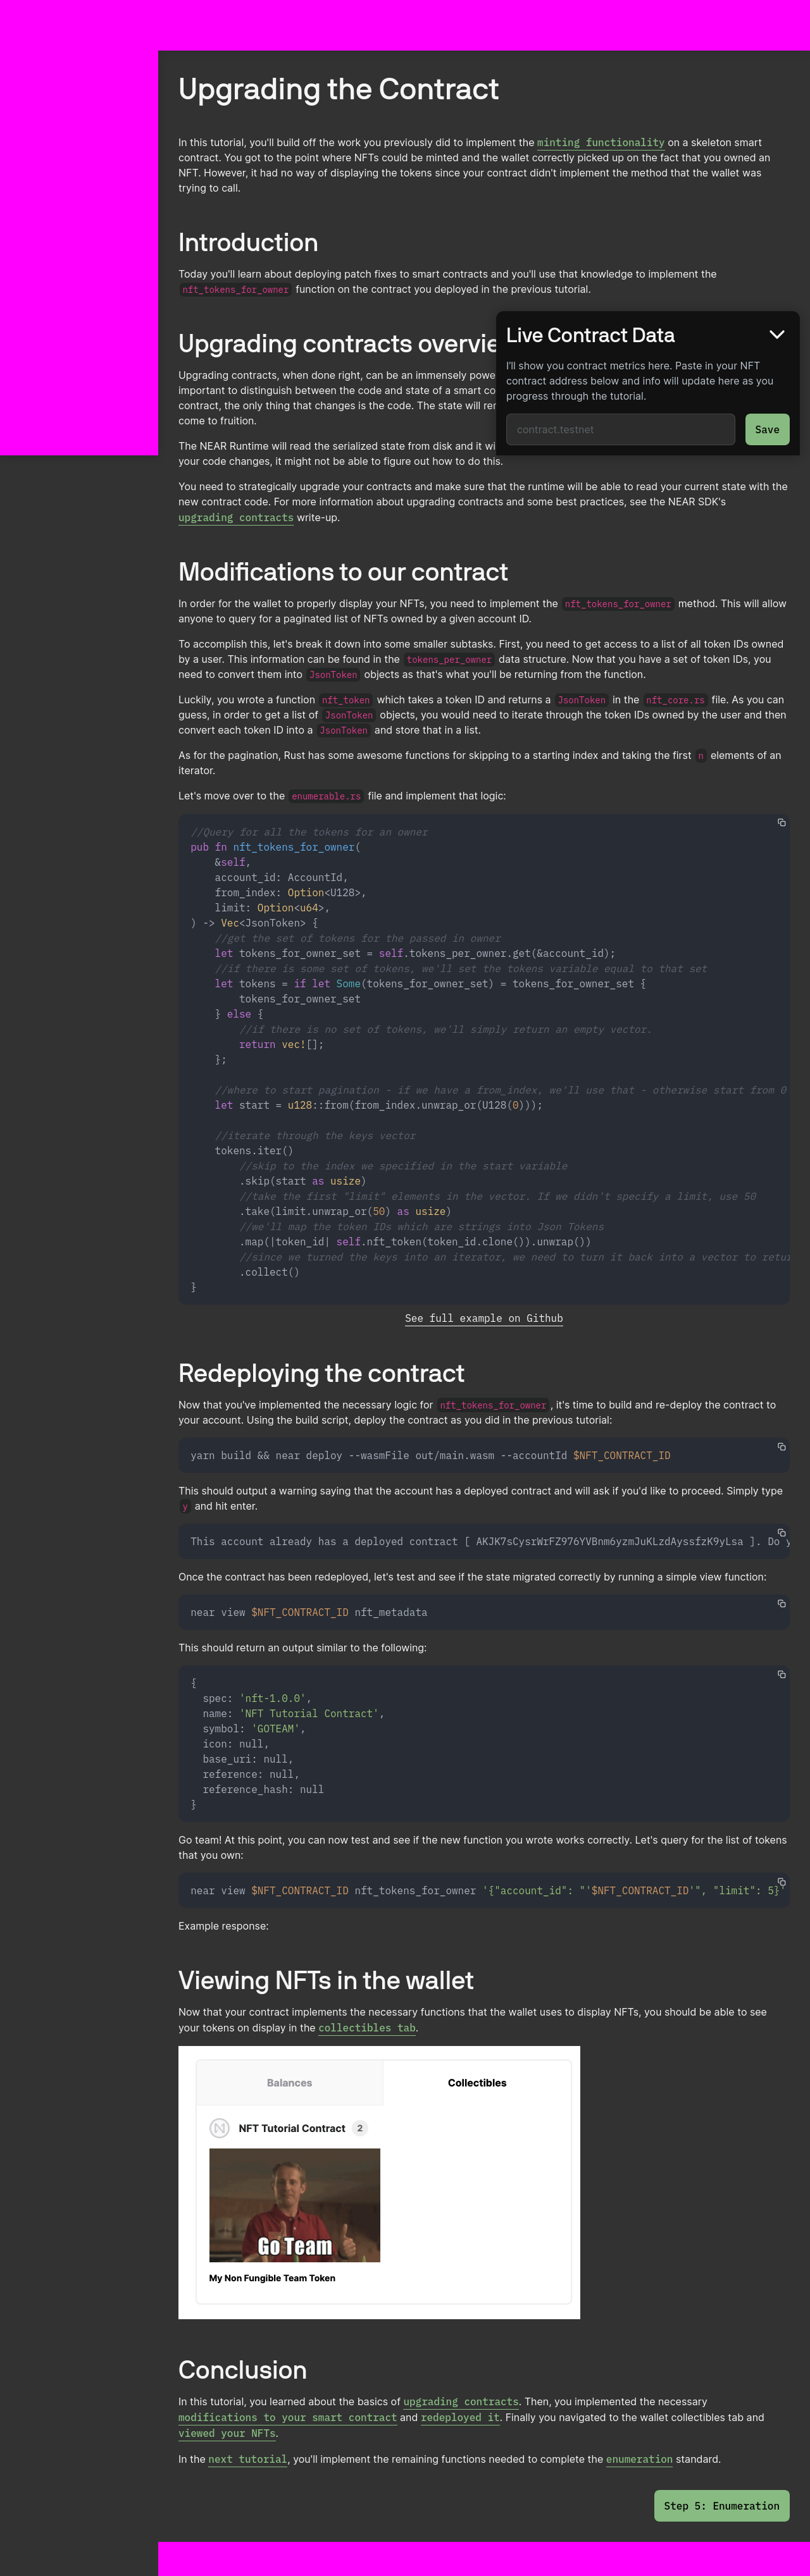 Upgrading the Contract
In this tutorial, you'll build off the work you previously did to implement the minting functionality on a skeleton smart
contract. You got to the point where NFTs could be minted and the wallet correctly picked up on the fact that you owned an
NFT. However, it had no way of displaying the tokens since your contract didn't implement the method that the wallet was
trying to call.
Introduction
Today you'll learn about deploying patch fixes to smart contracts and you'll use that knowledge to implement the
nft_tokens_for_owner function on the contract you deployed in the previous tutorial.
Upgrading contracts overvie
Upgrading contracts, when done right, can be an immensely powe
important to distinguish between the code and state of a smart co
contract, the only thing that changes is the code. The state will rer
come to fruition.
The NEAR Runtime will read the serialized state from disk and it wi
your code changes, it might not be able to figure out how to do this.
Live Contract Data
I'll show you contract metrics here. Paste in your NFT
contract address below and info will update here as you
progress through the tutorial.
contract.testnet
Save
You need to strategically upgrade your contracts and make sure that the runtime will be able to read your current state with the
new contract code. For more information about upgrading contracts and some best practices, see the NEAR SDK's
upgrading contracts write-up.
Modifications to our contract
In order for the wallet to properly display your NFTs, you need to implement the nft_tokens_for_owner method. This will allow
anyone to query for a paginated list of NFTs owned by a given account ID.
To accomplish this, let's break it down into some smaller subtasks. First, you need to get access to a list of all token IDs owned
by a user. This information can be found in the tokens_per_owner data structure. Now that you have a set of token IDs, you
need to convert them into JsonToken objects as that's what you'll be returning from the function.
Luckily, you wrote a function nft_token which takes a token ID and returns a JsonToken in the nft_core.rs file. As you can
guess, in order to get a list of JsonToken objects, you would need to iterate through the token IDs owned by the user and then
convert each token ID into a JsonToken and store that in a list.
As for the pagination, Rust has some awesome functions for skipping to a starting index and taking the first n elements of an
iterator.
Let's move over to the enumerable.rs file and implement that logic:
//Query for all the tokens for an owner
pub fn nft_tokens_for_owner(
&self,
account_id: AccountId,
from_index: Option<U128>,
limit: Option<u64>,
) -> Vec<JsonToken> {
//get the set of tokens for the passed in owner
let tokens_for_owner_set = self.tokens_per_owner.get(&account_id);
//if there is some set of tokens, we'll set the tokens variable equal to that set
let tokens = if let Some(tokens_for_owner_set) = tokens_for_owner_set {
tokens_for_owner_set
} else {
//if there is no set of tokens, we'll simply return an empty vector.
return vec![];
};
//where to start pagination - if we have a from_index, we'll use that - otherwise start from 0
let start = u128::from(from_index.unwrap_or(U128(0)));
//iterate through the keys vector
tokens.iter()
//skip to the index we specified in the start variable
.skip(start as usize)
//take the first "limit" elements in the vector. If we didn't specify a limit, use 50
.take(limit.unwrap_or(50) as usize)
//we'll map the token IDs which are strings into Json Tokens
.map(|token_id| self.nft_token(token_id.clone()).unwrap())
//since we turned the keys into an iterator, we need to turn it back into a vector to retur
.collect()
}
See full example on Github
Redeploying the contract
Now that you've implemented the necessary logic for nft_tokens_for_owner, it's time to build and re-deploy the contract to
your account. Using the build script, deploy the contract as you did in the previous tutorial:
yarn build && near deploy --wasmFile out/main.wasm --accountId $NFT_CONTRACT_ID
This should output a warning saying that the account has a deployed contract and will ask if you'd like to proceed. Simply type
y and hit enter.
This account already has a deployed contract [ AKJK7sCysrWrFZ976YVBnm6yzmJuKLzdAyssfzK9yLsa ]. Do y
Once the contract has been redeployed, let's test and see if the state migrated correctly by running a simple view function:
near view $NFT_CONTRACT_ID nft_metadata
This should return an output similar to the following:
{
spec: 'nft-1.0.0',
name: 'NFT Tutorial Contract',
symbol: 'GOTEAM',
icon: null,
base_uri: null,
reference: null,
reference_hash: null
}
Go team! At this point, you can now test and see if the new function you wrote works correctly. Let's query for the list of tokens
that you own:
near view $NFT_CONTRACT_ID nft_tokens_for_owner '{"account_id": "'$NFT_CONTRACT_ID'", "limit": 5}'
Example response:
Viewing NFTs in the wallet
Now that your contract implements the necessary functions that the wallet uses to display NFTs, you should be able to see
your tokens on display in the collectibles tab.
Balances
Collectibles
NFT Tutorial Contract 2
Go Team
My Non Fungible Team Token
Conclusion
In this tutorial, you learned about the basics of upgrading contracts. Then, you implemented the necessary
modifications to your smart contract and redeployed it. Finally you navigated to the wallet collectibles tab and
viewed your NFTs.
In the next tutorial, you'll implement the remaining functions needed to complete the enumeration standard.
Step 5: Enumeration